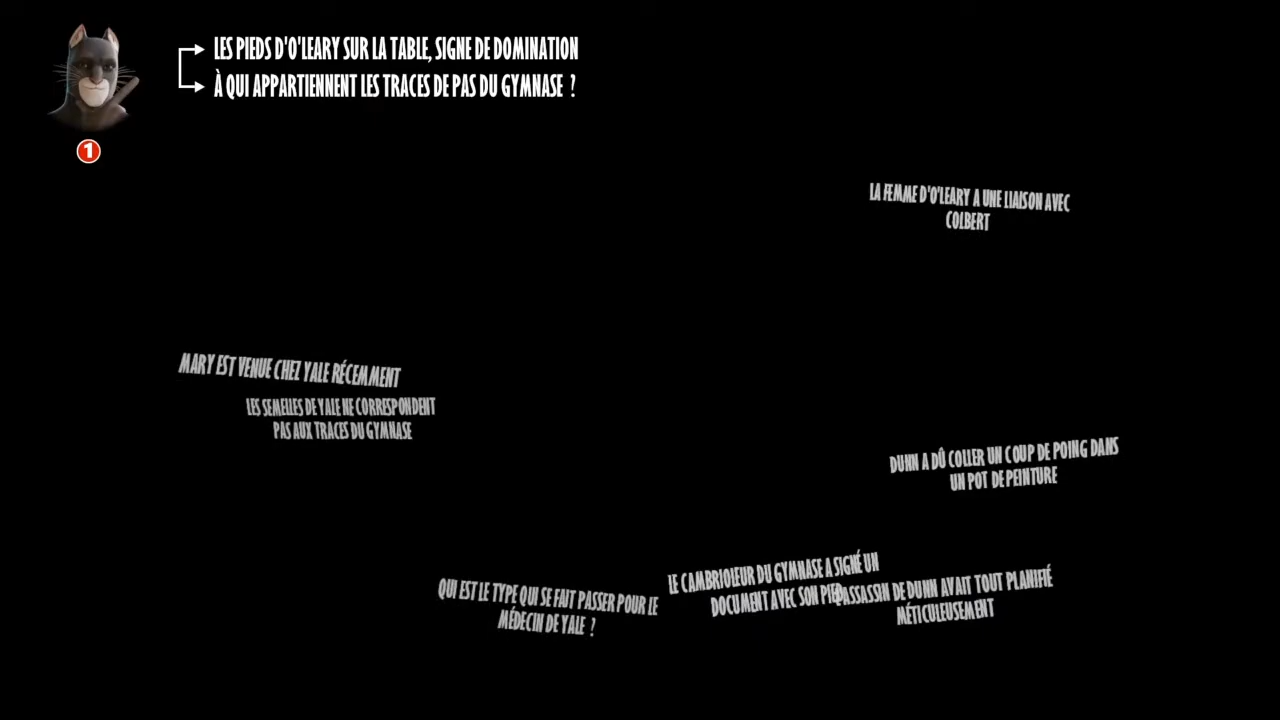 LES PIEDS D'O'LEARY SUR LA TABLE, SIGNE DE DOMINATION
À QUI APPARTIENNENT LES TRACES DE PAS DU GYMNASE ?
1
LA FEMME D'O'LEARY A UNE LIAISON AVEC
COLBERT
MARY EST VENUE CHEZ YALE RÉCEMMENT
LES SEMELLES DE YALE NE CORRESPONDENT
PAS AUX TRACES DU GYMNASE
DUNN A DÛ COLLER UN COUP DE POING DANS
UN POT DE PEINTURE
QUI EST LE TYPE QUI SE FAIT PASSER POUR LE
MÉDECIN DE YALE ?
LE CAMBRIOLEUR DU GYMNASE A SIGNÉ UN
DOCUMENT AVEC SON PIED
L'ASSASSIN DE DUNN AVAIT TOUT PLANIFIÉ
MÉTICULEUSEMENT